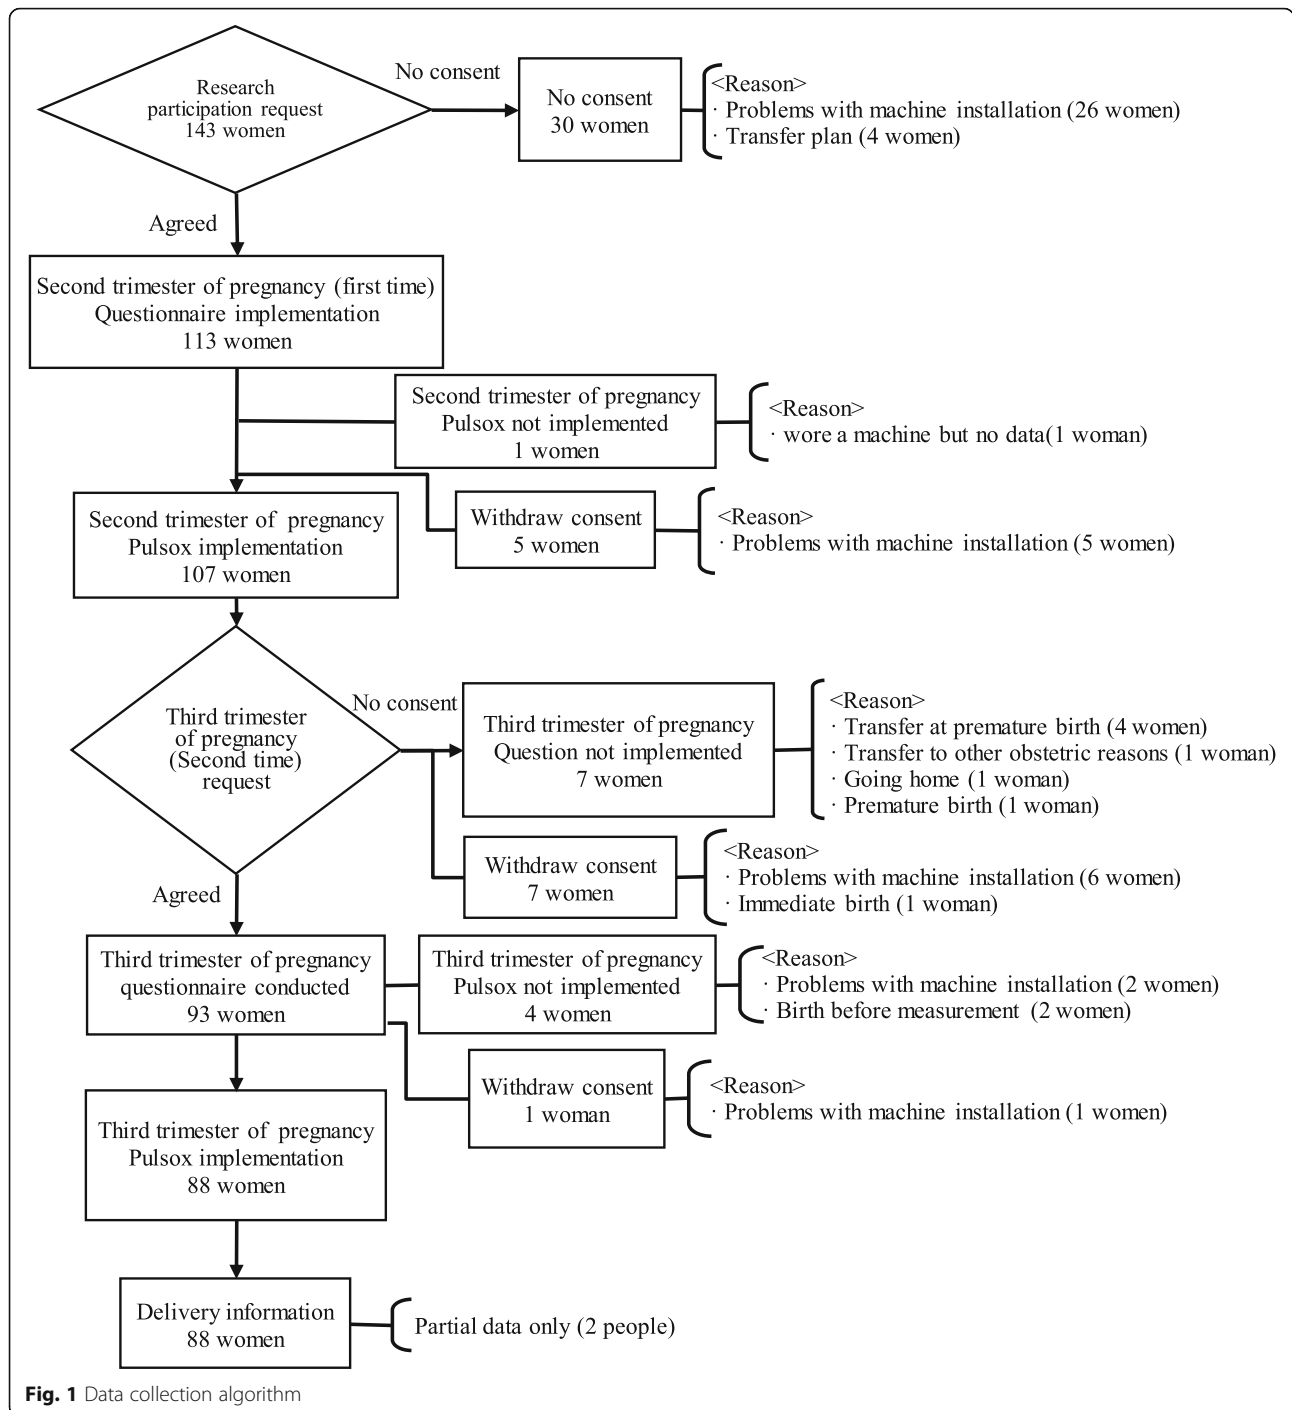 Research
participation request
143 women
No consent
No consent
30 women
<Reason>
· Problems with machine installation (26 women)
· Transfer plan (4 women)
Agreed
Second trimester of pregnancy (first time)
Questionnaire implementation
113 women
Second trimester of pregnancy
Pulsox not implemented
1 women
<Reason>
· wore a machine but no data(1 woman)
Second trimester of pregnancy
Pulsox implementation
107 women
Withdraw consent
5 women
<Reason>
· Problems with machine installation (5 women)
Third trimester
of pregnancy
(Second time)
request
No consent
Third trimester of pregnancy
Question not implemented
7 women
<Reason>
· Transfer at premature birth (4 women)
· Transfer to other obstetric reasons (1 woman)
· Going home (1 woman)
· Premature birth (1 woman)
Withdraw consent
7 women
<Reason>
· Problems with machine installation (6 women)
· Immediate birth (1 woman)
Agreed
Third trimester of pregnancy
questionnaire conducted
93 women
Third trimester of pregnancy
Pulsox not implemented
4 women
<Reason>
· Problems with machine installation (2 women)
· Birth before measurement (2 women)
Withdraw consent
1 woman
<Reason>
· Problems with machine installation (1 women)
Third trimester of pregnancy
Pulsox implementation
88 women
Delivery information
88 women
Partial data only (2 people)
Fig. 1 Data collection algorithm